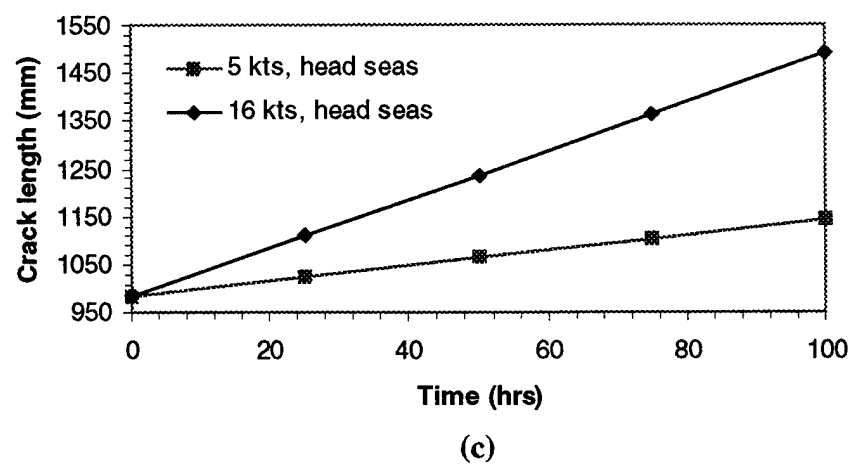 1550
1450
1350
1250
1150
1050
950
Crack length (mm)
5 kts, head seas
16 kts, head seas
0 20 40 60 80 100
Time (hrs)
(c)